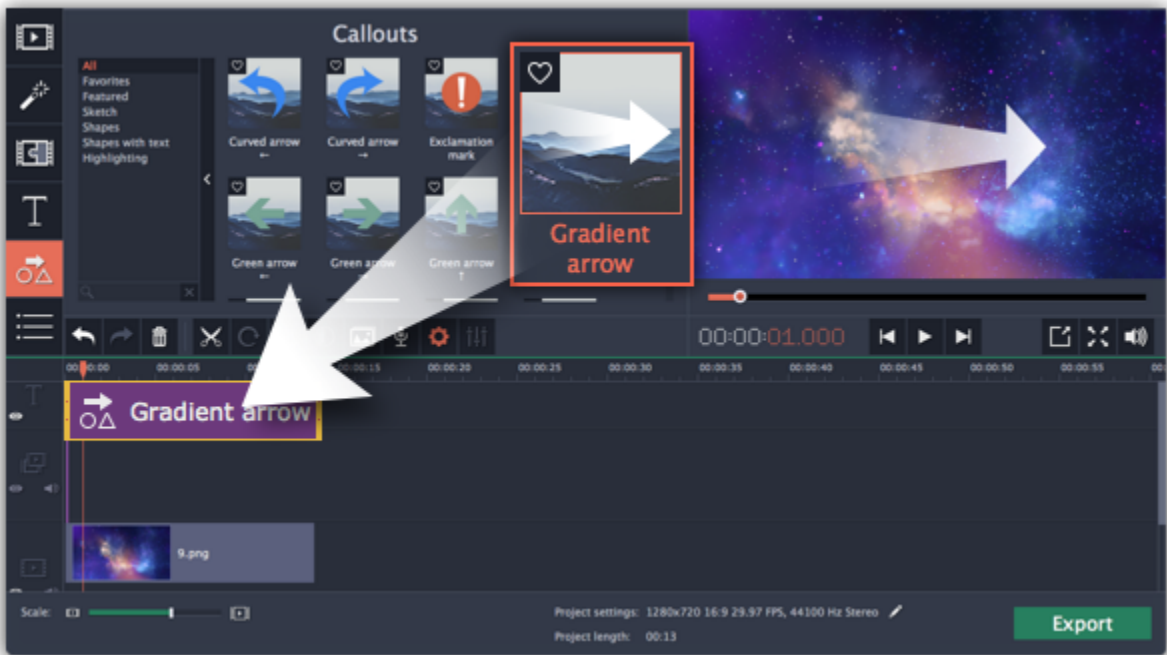 Callouts
All
Favorites
Featured
Sketch
Shapes
Shapes with text
Highlighting
Curved arrow
←
Curved arrow
→
Exclamation
mark
Gradient
arrow
Green arrow
←
Green arrow
Green arrow
↑
00:00:01.000
00:00:05
00:00:15
00:00:20
00:00:25
00:00:30
00:00:35
00:00:40
00:00:45
00:00:50
00:00:55
T
Gradient arrow
9.png
Scale:
Project settings: 1280x720 16:9 29.97 FPS, 44100 Hz Stereo
Project length: 00:13
Export